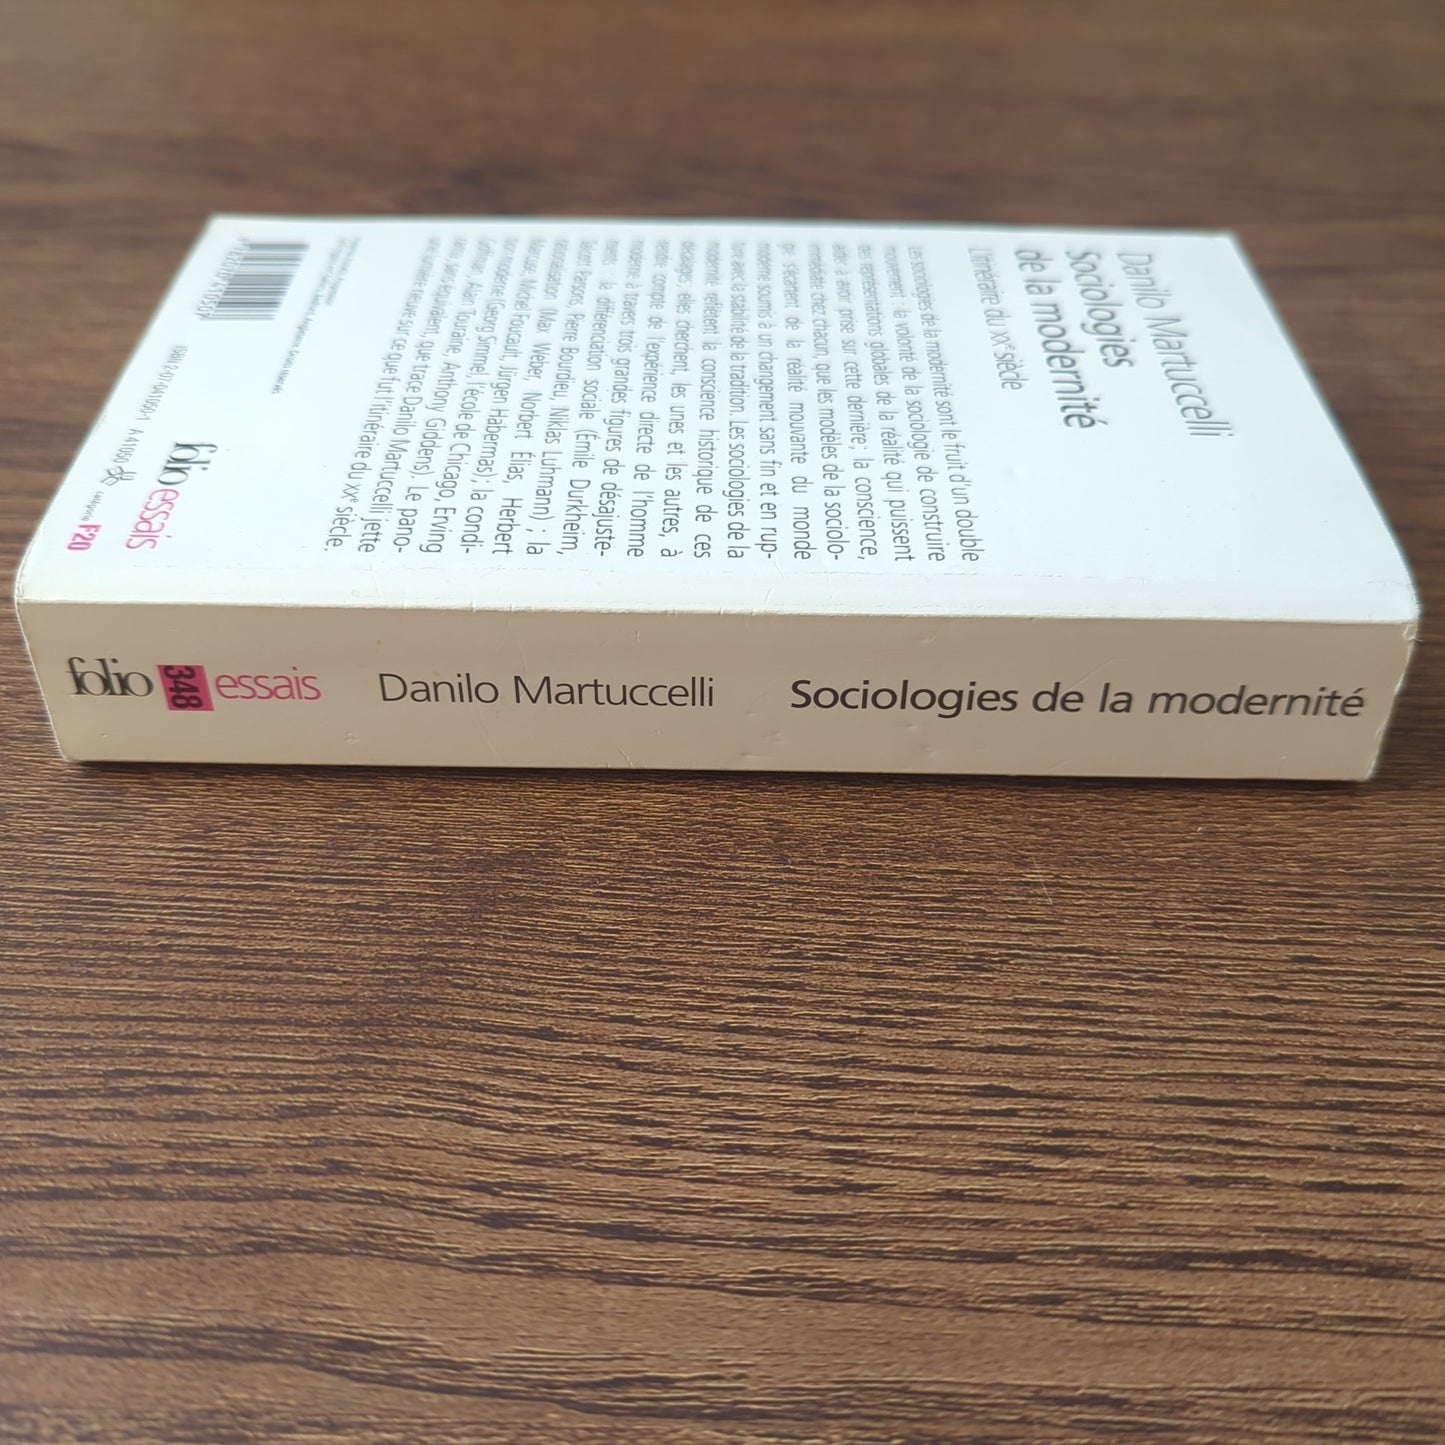 folio 348 essais Danilo Martuccelli Sociologies de la modernité
Danilo Martuccelli
Sociologies
de la modernité
L'itinéraire du XXᵉ siècle
Les sociologies de la modernité sont le fruit d'un double
mouvement : la volonté de la sociologie de construire
des représentations globales de la réalité qui puissent
aider à avoir prise sur cette dernière ; la conscience,
immédiate chez chacun, que les modèles de la sociolo-
gie s'écartent de la réalité mouvante du monde
moderne soumis à un changement sans fin et en rup-
ture avec la stabilité de la tradition. Les sociologies de la
modernité reflètent la conscience historique de ces
décalages ; elles cherchent, les unes et les autres, à
rendre compte de l'expérience directe de l'homme
moderne à travers trois grandes figures de désajuste-
ments : la différenciation sociale (Émile Durkheim,
Talcott Parsons, Pierre Bourdieu, Niklas Luhmann) ; la
rationalisation (Max Weber, Norbert Élias, Herbert
Marcuse, Michel Foucault, Jürgen Habermas) ; la condi-
tion moderne (Georg Simmel, l'école de Chicago, Erving
Goffman, Alain Touraine, Anthony Giddens). Le pano-
rama, sans équivalent, que trace Danilo Martuccelli jette
une lumière neuve sur ce que fut l'itinéraire du XXᵉ siècle.
folio essais
ISBN 2-07-041050-1 A 41050 catégorie F20